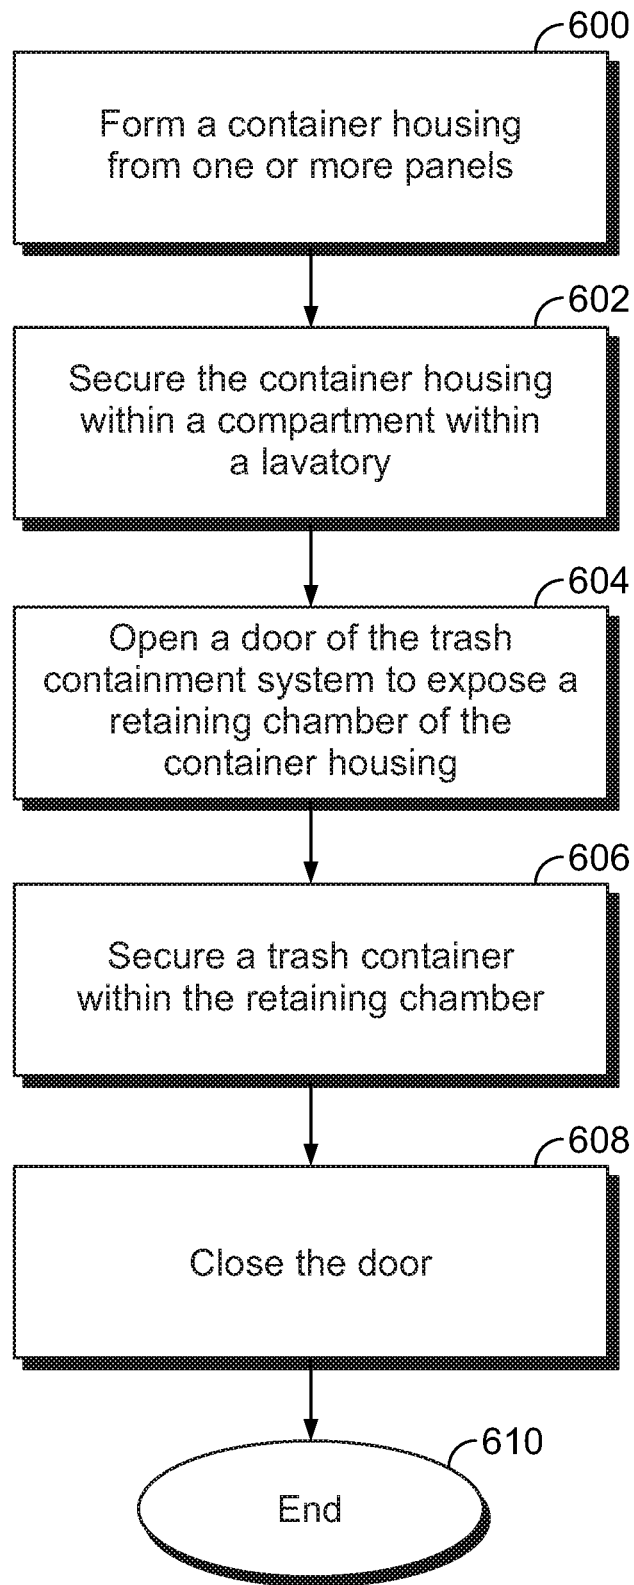 600
Form a container housing
from one or more panels
602
Secure the container housing
within a compartment within
a lavatory
604
Open a door of the trash
containment system to expose a
retaining chamber of the
container housing
606
Secure a trash container
within the retaining chamber
608
Close the door
610
End